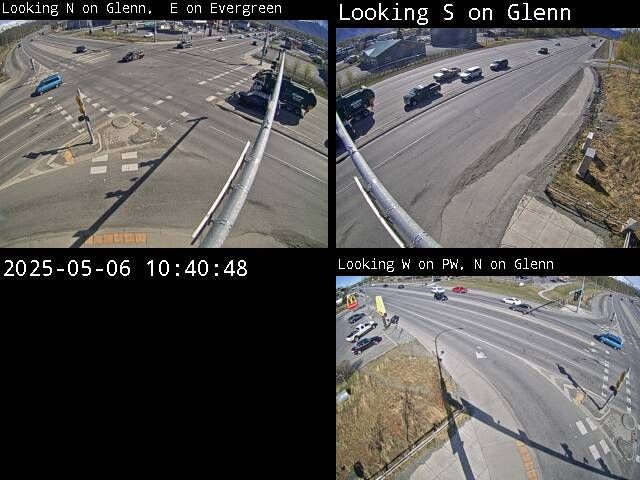 Looking N on Glenn,  E on Evergreen
Looking S on Glenn
2025-05-06 10:40:48
Looking W on PW, N on Glenn